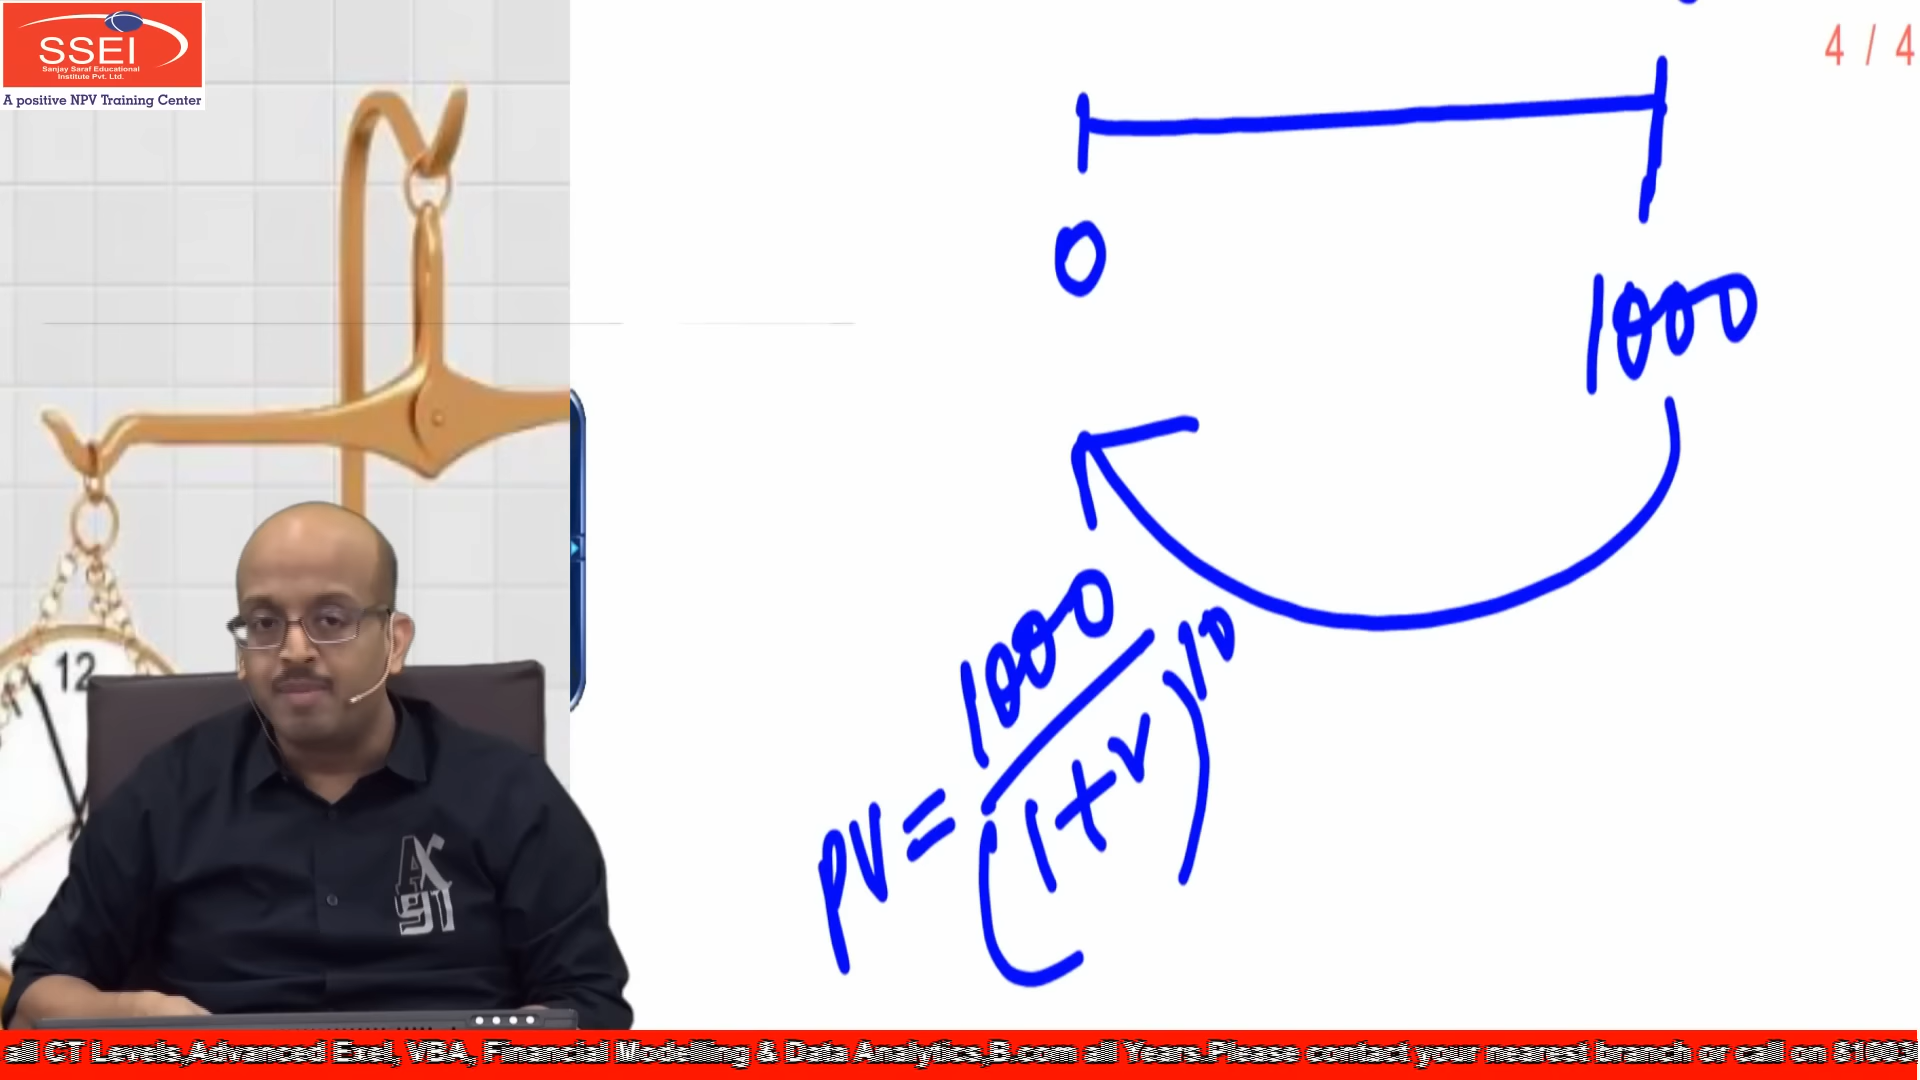 SSEI
Sanjay Saraf Educational
Institute Pvt. Ltd.
A positive NPV Training Center
4 / 4
0
1000
PV = 1000 / (1+r)^10
12
all CT Levels,Advanced Exel, VBA, Financial Modelling & Data Analytics,B.com all Years.Please contact your nearest branch or call on 81003